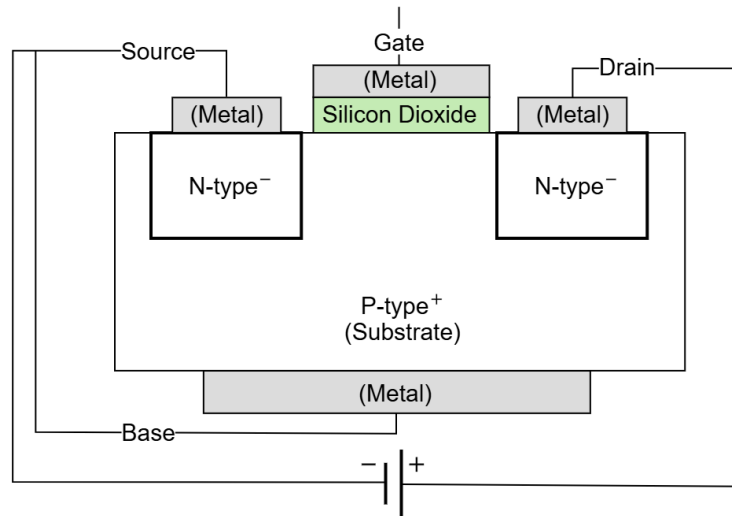 Gate
Source
(Metal)
Drain
(Metal)
Silicon Dioxide
(Metal)
N-type⁻
N-type⁻
P-type⁺
(Substrate)
(Metal)
Base
− +